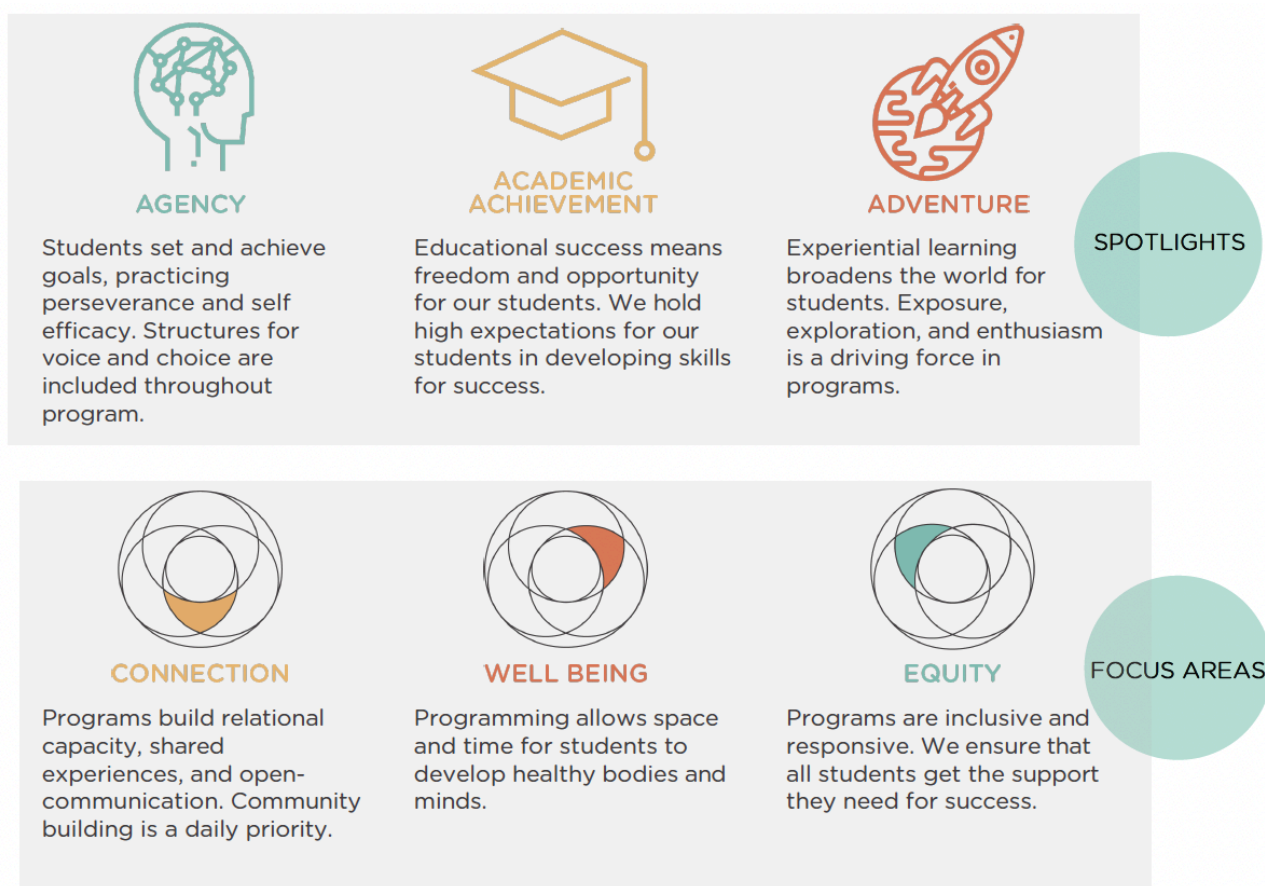 AGENCY
Students set and achieve
goals, practicing
perseverance and self
efficacy. Structures for
voice and choice are
included throughout
program.
ACADEMIC
ACHIEVEMENT
Educational success means
freedom and opportunity
for our students. We hold
high expectations for our
students in developing skills
for success.
ADVENTURE
Experiential learning
broadens the world for
students. Exposure,
exploration, and enthusiasm
is a driving force in
programs.
SPOTLIGHTS
CONNECTION
Programs build relational
capacity, shared
experiences, and open-
communication. Community
building is a daily priority.
WELL BEING
Programming allows space
and time for students to
develop healthy bodies and
minds.
EQUITY
Programs are inclusive and
responsive. We ensure that
all students get the support
they need for success.
FOCUS AREAS